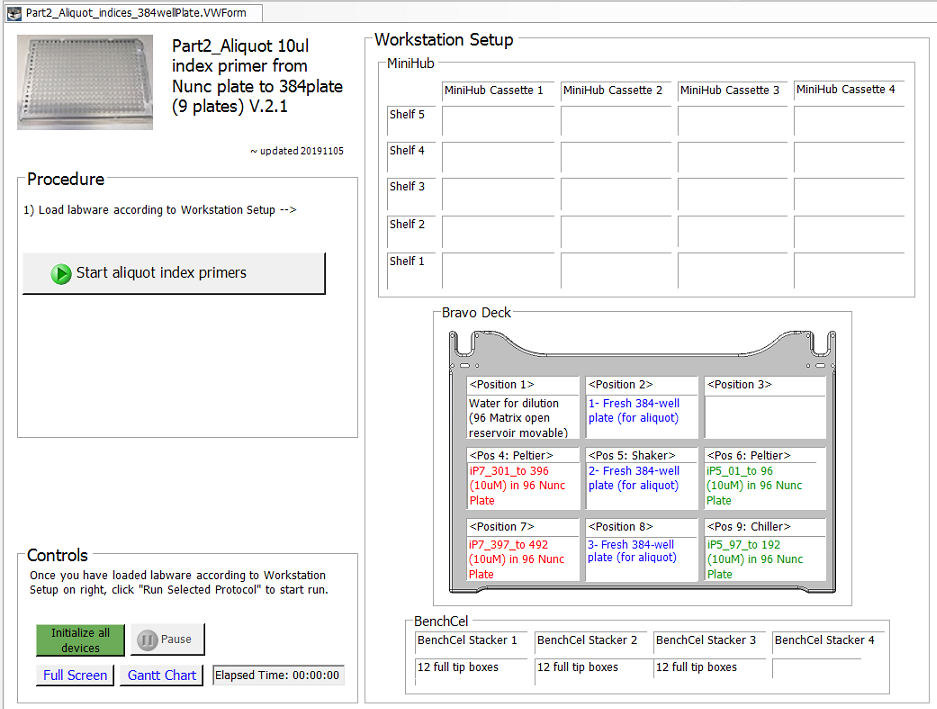 Part2_Aliquot_indices_384wellPlate.VWForm
Part2_Aliquot 10ul
index primer from
Nunc plate to 384plate
(9 plates) V.2.1
~ updated 20191105
Procedure
1) Load labware according to Workstation Setup -->
Start aliquot index primers
Controls
Once you have loaded labware according to Workstation
Setup on right, click "Run Selected Protocol" to start run.
Initialize all
devices
Pause
Full Screen
Gantt Chart
Elapsed Time: 00:00:00
Workstation Setup
MiniHub
MiniHub Cassette 1
MiniHub Cassette 2
MiniHub Cassette 3
MiniHub Cassette 4
Shelf 5
Shelf 4
Shelf 3
Shelf 2
Shelf 1
Bravo Deck
<Position 1>
Water for dilution
(96 Matrix open
reservoir movable)
<Position 2>
1- Fresh 384-well
plate (for aliquot)
<Position 3>
<Pos 4: Peltier>
iP7_301_to 396
(10uM) in 96 Nunc
Plate
<Pos 5: Shaker>
2- Fresh 384-well
plate (for aliquot)
<Pos 6: Peltier>
iP5_01_to 96
(10uM) in 96 Nunc
Plate
<Position 7>
iP7_397_to 492
(10uM) in 96 Nunc
Plate
<Position 8>
3- Fresh 384-well
plate (for aliquot)
<Pos 9: Chiller>
iP5_97_to 192
(10uM) in 96 Nunc
Plate
BenchCel
BenchCel Stacker 1
BenchCel Stacker 2
BenchCel Stacker 3
BenchCel Stacker 4
12 full tip boxes
12 full tip boxes
12 full tip boxes